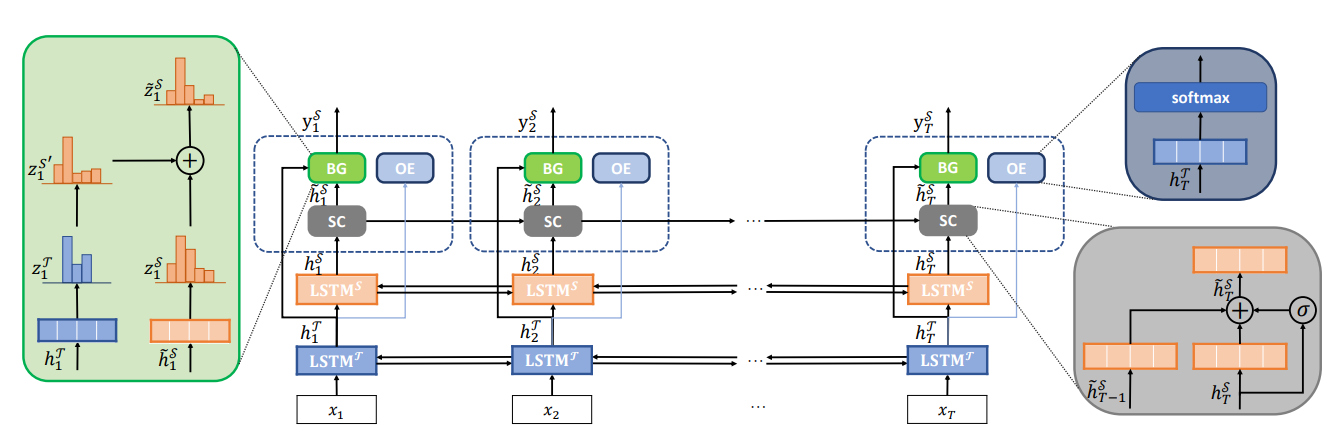 z̃₁^𝒮
z₁^𝒮′
+
z₁^𝒯
z₁^𝒮
h₁^𝒯
h̃₁^𝒮
y₁^𝒮
y₂^𝒮
y_T^𝒮
BG
OE
BG
OE
BG
OE
h̃₁^𝒮
h̃₂^𝒮
h̃_T^𝒮
SC
SC
...
SC
h₁^𝒮
h₂^𝒮
h_T^𝒮
LSTM^𝒮
LSTM^𝒮
...
LSTM^𝒮
h₁^𝒯
h₂^𝒯
h_T^𝒯
LSTM^𝒯
LSTM^𝒯
...
LSTM^𝒯
x₁
x₂
...
x_T
softmax
h_T^𝒯
h̃_T^𝒮
+
σ
h̃_{T−1}^𝒮
h_T^𝒮